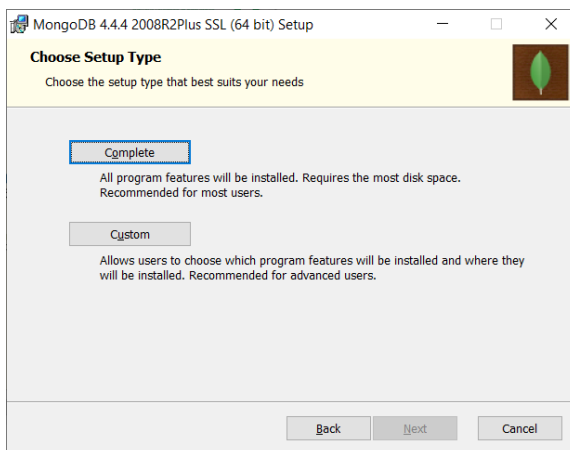 MongoDB 4.4.4 2008R2Plus SSL (64 bit) Setup
Choose Setup Type
Choose the setup type that best suits your needs
Complete
All program features will be installed. Requires the most disk space.
Recommended for most users.
Custom
Allows users to choose which program features will be installed and where they
will be installed. Recommended for advanced users.
Back Next Cancel